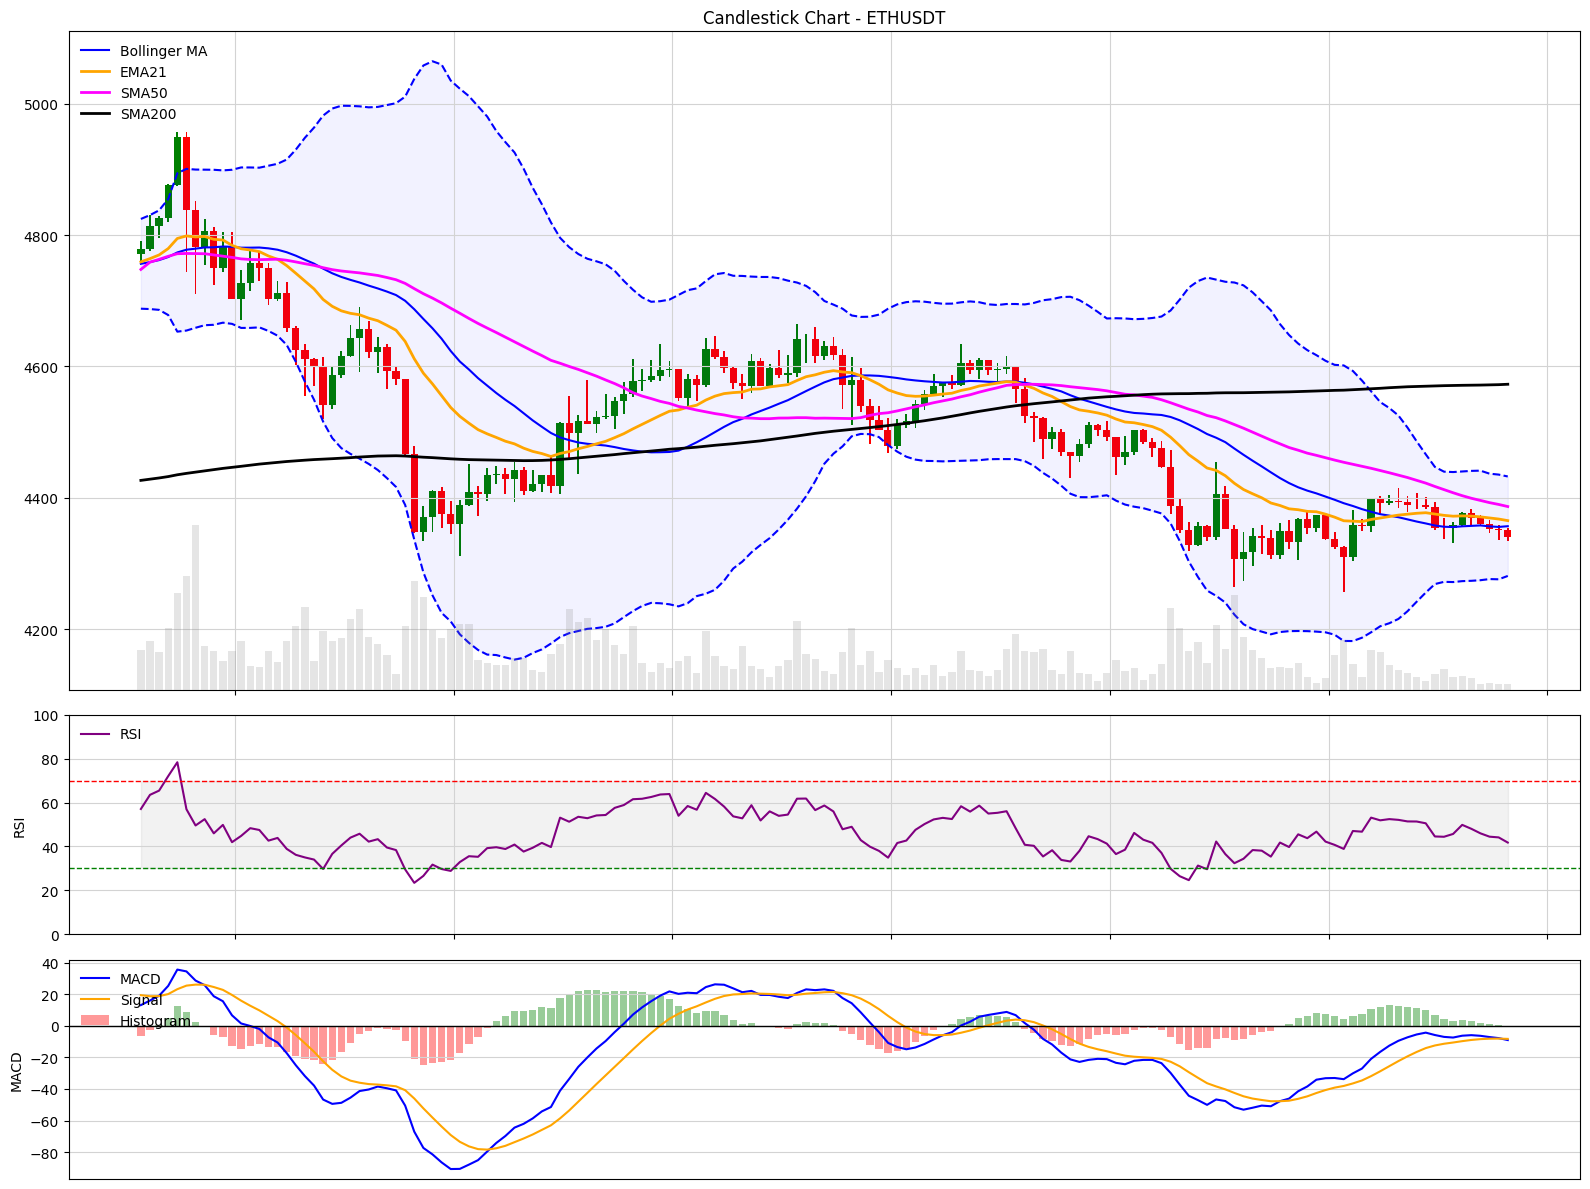 Candlestick Chart - ETHUSDT
Bollinger MA
EMA21
SMA50
SMA200
5000
4800
4600
4400
4200
RSI
100
80
60
40
20
0
RSI
MACD
Signal
Histogram
40
20
0
−20
−40
−60
−80
MACD